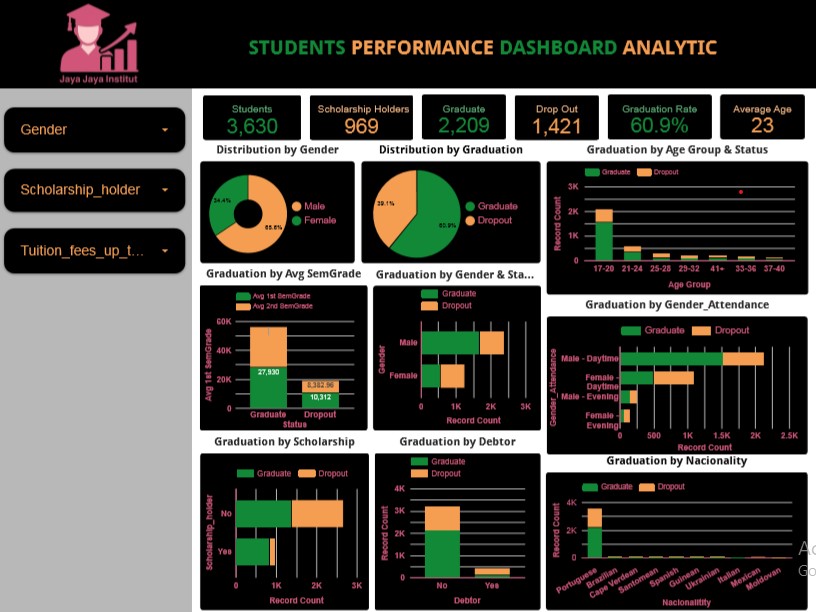 Jaya Jaya Institut
STUDENTS PERFORMANCE DASHBOARD ANALYTIC
Gender
Scholarship_holder
Tuition_fees_up_t...
Students
3,630
Scholarship Holders
969
Graduate
2,209
Drop Out
1,421
Graduation Rate
60.9%
Average Age
23
Distribution by Gender
34.4%
65.6%
Male
Female
Distribution by Graduation
39.1%
60.9%
Graduate
Dropout
Graduation by Age Group & Status
Graduate Dropout
Record Count
3K
2K
1K
0
17-20 21-24 25-28 29-32 41+ 33-36 37-40
Age Group
Graduation by Avg SemGrade
Avg 1st SemGrade
Avg 2nd SemGrade
Avg 1st SemGrade
60K
40K
20K
0
27,930
10,312
Graduate Dropout
Status
Graduation by Gender & Sta...
Graduate
Dropout
Gender
Male
Female
0 1K 2K 3K
Record Count
Graduation by Gender_Attendance
Graduate Dropout
Gender_Attendance
Male - Daytime
Female - Daytime
Male - Evening
Female - Evening
0 500 1K 1.5K 2K 2.5K
Record Count
Graduation by Scholarship
Graduate Dropout
Scholarship_holder
No
Yes
0 1K 2K 3K
Record Count
Graduation by Debtor
Graduate
Dropout
Record Count
4K
3K
2K
1K
0
No Yes
Debtor
Graduation by Nacionality
Graduate Dropout
Record Count
4K
2K
0
Portuguese Brazilian Cape Verdean Santomean Spanish Guinean Ukrainian Italian Mexican Moldovan
Nacionalitity